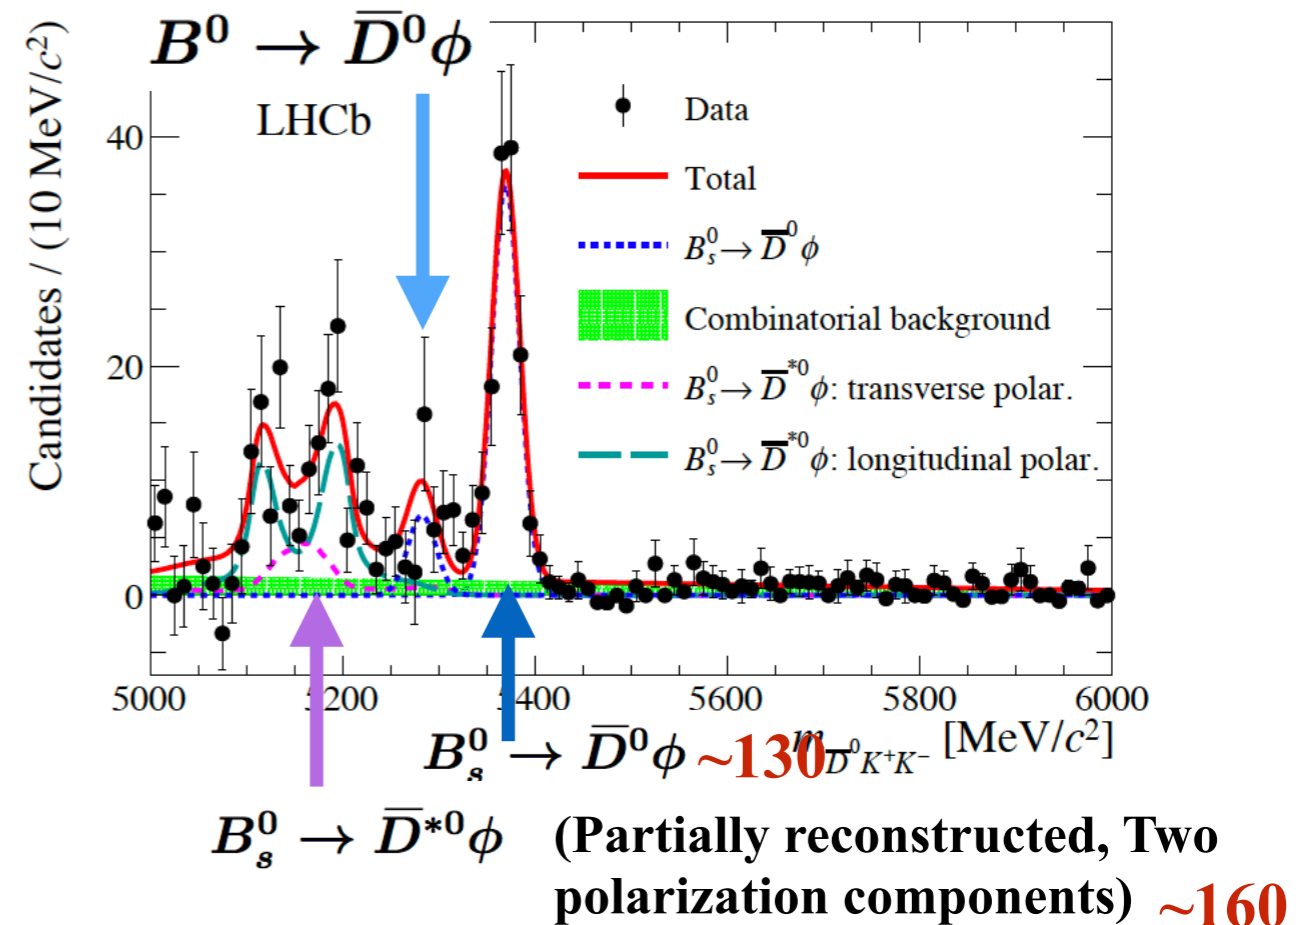 B⁰ → D̅⁰ϕ
LHCb
Candidates / (10 MeV/c²)
40
20
0
Data
Total
B⁰ₛ → D̅⁰ϕ
Combinatorial background
B⁰ₛ → D̅*⁰ϕ: transverse polar.
B⁰ₛ → D̅*⁰ϕ: longitudinal polar.
5000 5200 5400 5600 5800 6000
m_D̅⁰K⁺K⁻ [MeV/c²]
B⁰ₛ → D̅⁰ϕ ~130
B⁰ₛ → D̅*⁰ϕ (Partially reconstructed, Two
polarization components) ~160